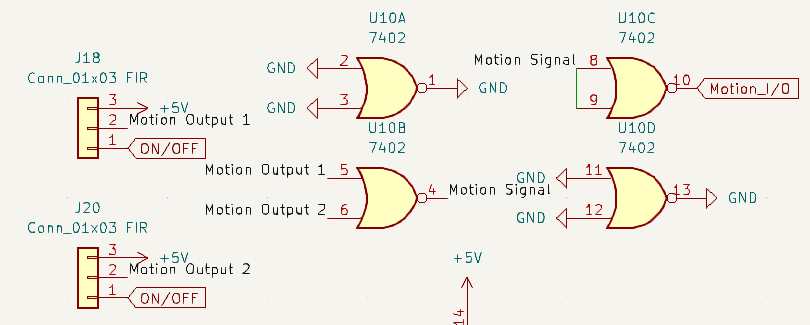 U10A
7402
U10C
7402
J18
Conn_01x03 FIR
3
+5V
2
Motion Output 1
1
ON/OFF
GND
2
GND
3
1
GND
Motion Signal
8
9
10
Motion_I/O
U10B
7402
U10D
7402
Motion Output 1
5
Motion Output 2
6
4
Motion Signal
GND
11
GND
12
13
GND
J20
Conn_01x03 FIR
3
+5V
2
Motion Output 2
1
ON/OFF
+5V
14